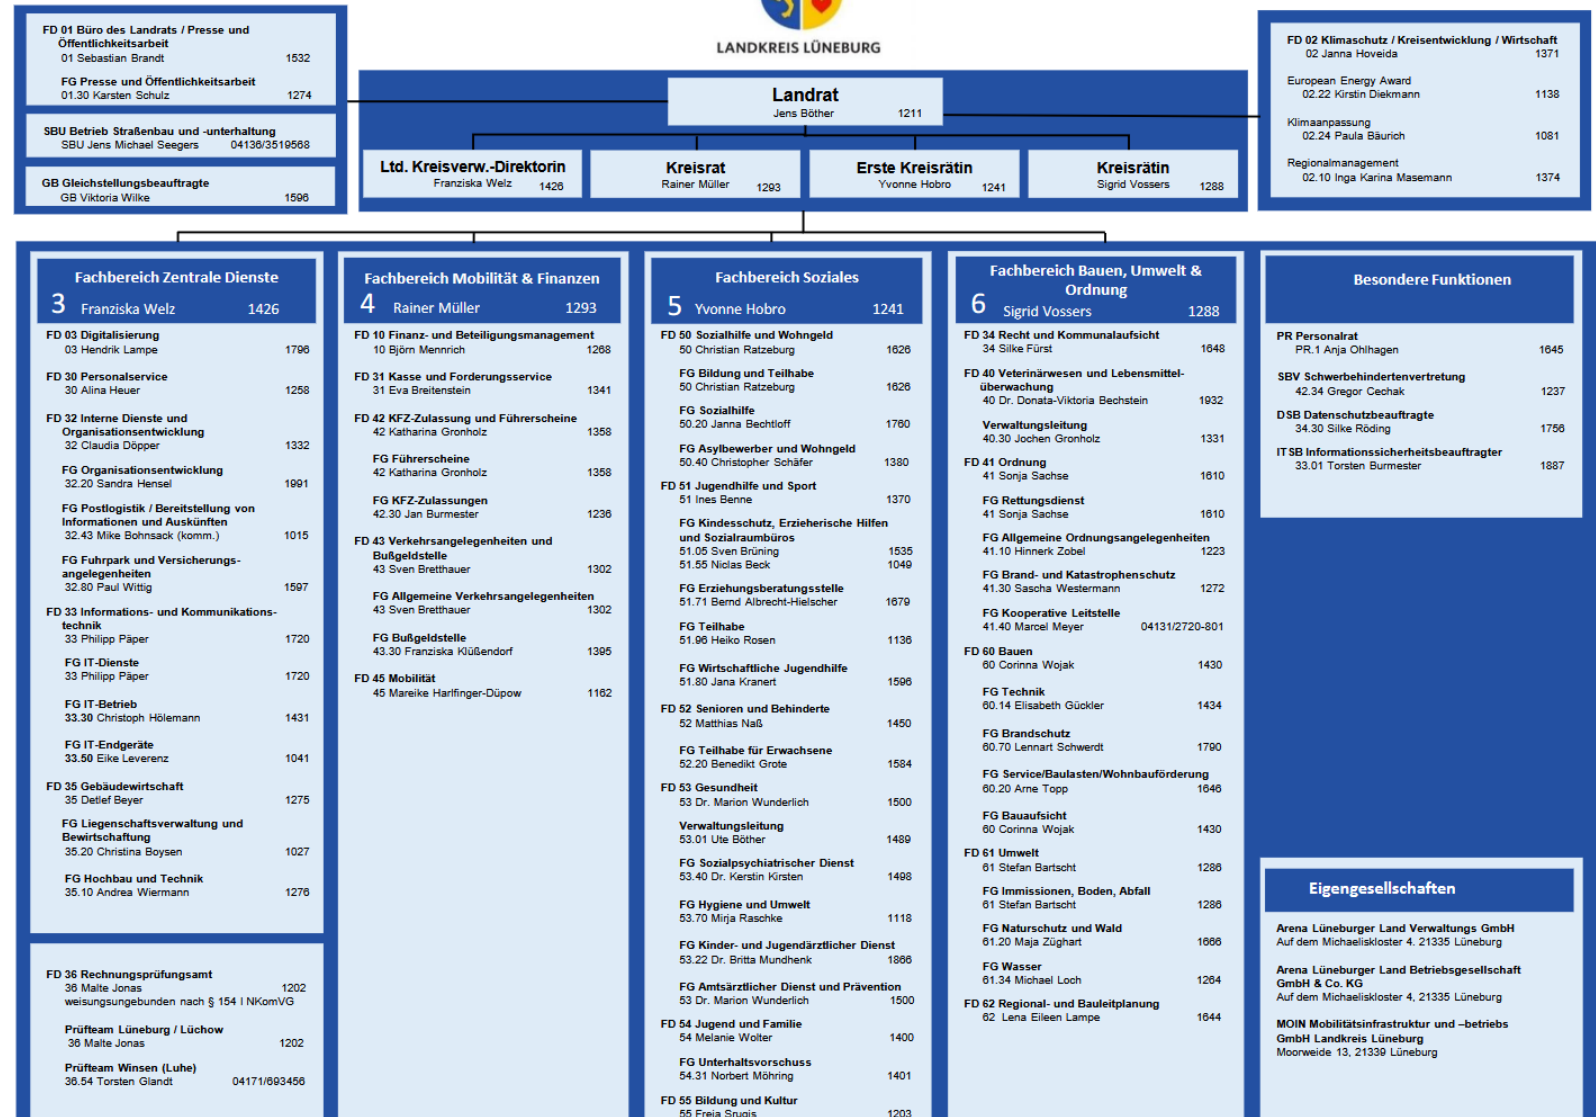 FD 01 Büro des Landrats / Presse und
Öffentlichkeitsarbeit
01 Sebastian Brandt 1532
FG Presse und Öffentlichkeitsarbeit
01.30 Karsten Schulz 1274
SBU Betrieb Straßenbau und -unterhaltung
SBU Jens Michael Seegers 04136/3519568
GB Gleichstellungsbeauftragte
GB Viktoria Wilke 1596
LANDKREIS LÜNEBURG
Landrat
Jens Böther 1211
Ltd. Kreisverw.-Direktorin
Franziska Welz 1426
Kreisrat
Rainer Müller 1293
Erste Kreisrätin
Yvonne Hobro 1241
Kreisrätin
Sigrid Vossers 1288
FD 02 Klimaschutz / Kreisentwicklung / Wirtschaft
02 Janna Hoveida 1371
European Energy Award
02.22 Kirstin Diekmann 1138
Klimaanpassung
02.24 Paula Bäurich 1081
Regionalmanagement
02.10 Inga Karina Masemann 1374
Fachbereich Zentrale Dienste
3 Franziska Welz 1426
FD 03 Digitalisierung
03 Hendrik Lampe 1796
FD 30 Personalservice
30 Alina Heuer 1258
FD 32 Interne Dienste und
Organisationsentwicklung
32 Claudia Döpper 1332
FG Organisationsentwicklung
32.20 Sandra Hensel 1991
FG Postlogistik / Bereitstellung von
Informationen und Auskünften
32.43 Mike Bohnsack (komm.) 1015
FG Fuhrpark und Versicherungs-
angelegenheiten
32.80 Paul Wittig 1597
FD 33 Informations- und Kommunikations-
technik
33 Philipp Päper 1720
FG IT-Dienste
33 Philipp Päper 1720
FG IT-Betrieb
33.30 Christoph Hölemann 1431
FG IT-Endgeräte
33.50 Eike Leverenz 1041
FD 35 Gebäudewirtschaft
35 Detlef Beyer 1275
FG Liegenschaftsverwaltung und
Bewirtschaftung
35.20 Christina Boysen 1027
FG Hochbau und Technik
35.10 Andrea Wiermann 1276
FD 36 Rechnungsprüfungsamt
36 Malte Jonas 1202
weisungsungebunden nach § 154 I NKomVG
Prüfteam Lüneburg / Lüchow
36 Malte Jonas 1202
Prüfteam Winsen (Luhe)
36.54 Torsten Glandt 04171/693456
Fachbereich Mobilität & Finanzen
4 Rainer Müller 1293
FD 10 Finanz- und Beteiligungsmanagement
10 Björn Mennrich 1268
FD 31 Kasse und Forderungsservice
31 Eva Breitenstein 1341
FD 42 KFZ-Zulassung und Führerscheine
42 Katharina Gronholz 1358
FG Führerscheine
42 Katharina Gronholz 1358
FG KFZ-Zulassungen
42.30 Jan Burmester 1236
FD 43 Verkehrsangelegenheiten und
Bußgeldstelle
43 Sven Bretthauer 1302
FG Allgemeine Verkehrsangelegenheiten
43 Sven Bretthauer 1302
FG Bußgeldstelle
43.30 Franziska Klüßendorf 1395
FD 45 Mobilität
45 Mareike Harlfinger-Düpow 1162
Fachbereich Soziales
5 Yvonne Hobro 1241
FD 50 Sozialhilfe und Wohngeld
50 Christian Ratzeburg 1626
FG Bildung und Teilhabe
50 Christian Ratzeburg 1626
FG Sozialhilfe
50.20 Janna Bechtloff 1760
FG Asylbewerber und Wohngeld
50.40 Christopher Schäfer 1380
FD 51 Jugendhilfe und Sport
51 Ines Benne 1370
FG Kindesschutz, Erzieherische Hilfen
und Sozialraumbüros
51.05 Sven Brüning 1535
51.55 Niclas Beck 1049
FG Erziehungsberatungsstelle
51.71 Bernd Albrecht-Hielscher 1679
FG Teilhabe
51.96 Heiko Rosen 1136
FG Wirtschaftliche Jugendhilfe
51.80 Jana Kranert 1596
FD 52 Senioren und Behinderte
52 Matthias Naß 1450
FG Teilhabe für Erwachsene
52.20 Benedikt Grote 1584
FD 53 Gesundheit
53 Dr. Marion Wunderlich 1500
Verwaltungsleitung
53.01 Ute Böther 1489
FG Sozialpsychiatrischer Dienst
53.40 Dr. Kerstin Kirsten 1498
FG Hygiene und Umwelt
53.70 Mirja Raschke 1118
FG Kinder- und Jugendärztlicher Dienst
53.22 Dr. Britta Mundhenk 1866
FG Amtsärztlicher Dienst und Prävention
53 Dr. Marion Wunderlich 1500
FD 54 Jugend und Familie
54 Melanie Wolter 1400
FG Unterhaltsvorschuss
54.31 Norbert Möhring 1401
FD 55 Bildung und Kultur
55 Freja Srugis 1203
Fachbereich Bauen, Umwelt &
Ordnung
6 Sigrid Vossers 1288
FD 34 Recht und Kommunalaufsicht
34 Silke Fürst 1648
FD 40 Veterinärwesen und Lebensmittel-
überwachung
40 Dr. Donata-Viktoria Bechstein 1932
Verwaltungsleitung
40.30 Jochen Gronholz 1331
FD 41 Ordnung
41 Sonja Sachse 1610
FG Rettungsdienst
41 Sonja Sachse 1610
FG Allgemeine Ordnungsangelegenheiten
41.10 Hinnerk Zobel 1223
FG Brand- und Katastrophenschutz
41.30 Sascha Westermann 1272
FG Kooperative Leitstelle
41.40 Marcel Meyer 04131/2720-801
FD 60 Bauen
60 Corinna Wojak 1430
FG Technik
60.14 Elisabeth Gückler 1434
FG Brandschutz
60.70 Lennart Schwerdt 1790
FG Service/Baulasten/Wohnbauförderung
60.20 Arne Topp 1646
FG Bauaufsicht
60 Corinna Wojak 1430
FD 61 Umwelt
61 Stefan Bartscht 1286
FG Immissionen, Boden, Abfall
61 Stefan Bartscht 1286
FG Naturschutz und Wald
61.20 Maja Züghart 1666
FG Wasser
61.34 Michael Loch 1264
FD 62 Regional- und Bauleitplanung
62 Lena Eileen Lampe 1644
Besondere Funktionen
PR Personalrat
PR.1 Anja Ohlhagen 1645
SBV Schwerbehindertenvertretung
42.34 Gregor Cechak 1237
DSB Datenschutzbeauftragte
34.30 Silke Röding 1756
ITSB Informationssicherheitsbeauftragter
33.01 Torsten Burmester 1887
Eigengesellschaften
Arena Lüneburger Land Verwaltungs GmbH
Auf dem Michaeliskloster 4. 21335 Lüneburg
Arena Lüneburger Land Betriebsgesellschaft
GmbH & Co. KG
Auf dem Michaeliskloster 4, 21335 Lüneburg
MOIN Mobilitätsinfrastruktur und –betriebs
GmbH Landkreis Lüneburg
Moorweide 13, 21339 Lüneburg